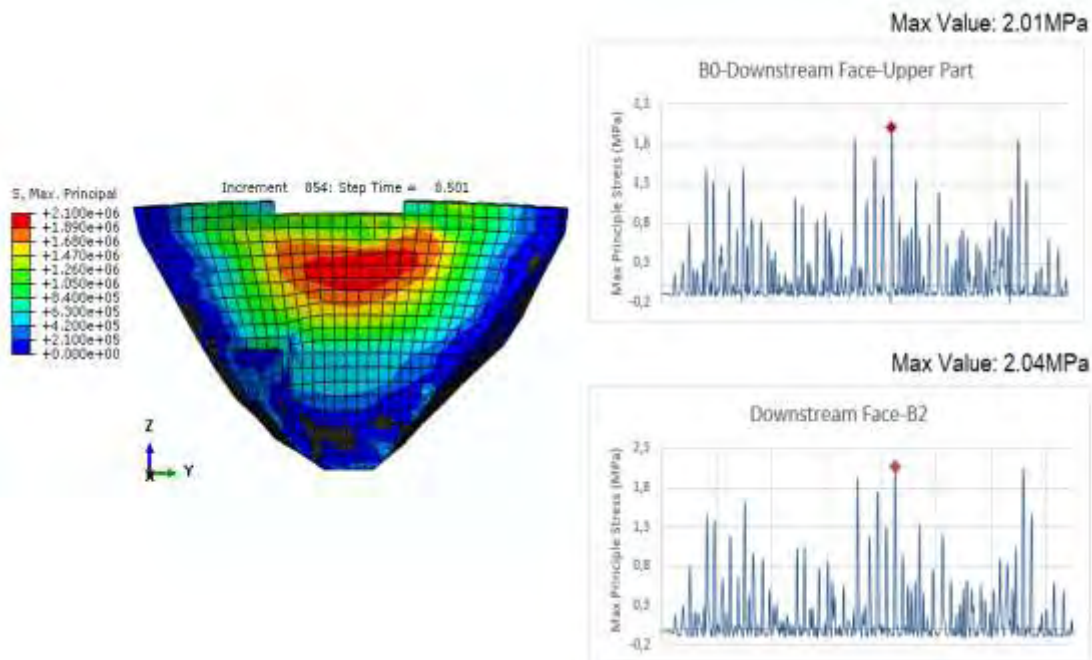 Max Value: 2.01MPa
B0-Downstream Face-Upper Part
Max Principle Stress (MPa)
2,3
1,8
1,3
0,8
0,3
-0,2
S, Max. Principal
+2.100e+06
+1.890e+06
+1.680e+06
+1.470e+06
+1.260e+06
+1.050e+06
+8.400e+05
+6.300e+05
+4.200e+05
+2.100e+05
+0.000e+00
Increment 854: Step Time = 8.501
Z
Y
X
Max Value: 2.04MPa
Downstream Face-B2
Max Principle Stress (MPa)
2,5
1,8
1,3
0,8
0,3
-0,2